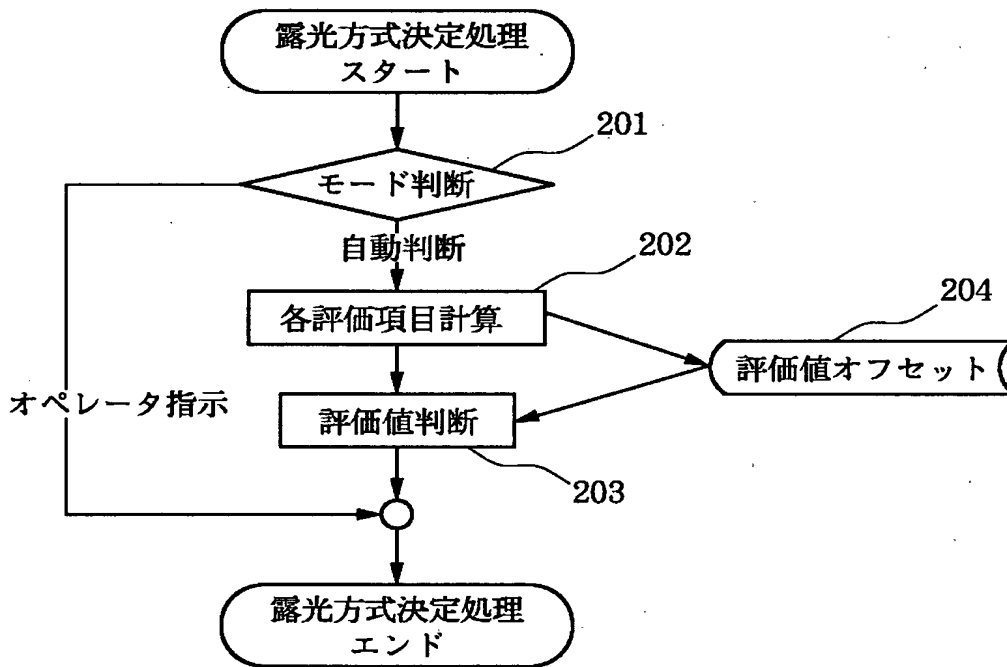 露光方式決定処理
スタート
201
モード判断
自動判断
202
各評価項目計算
204
評価値オフセット
オペレータ指示
評価値判断
203
露光方式決定処理
エンド